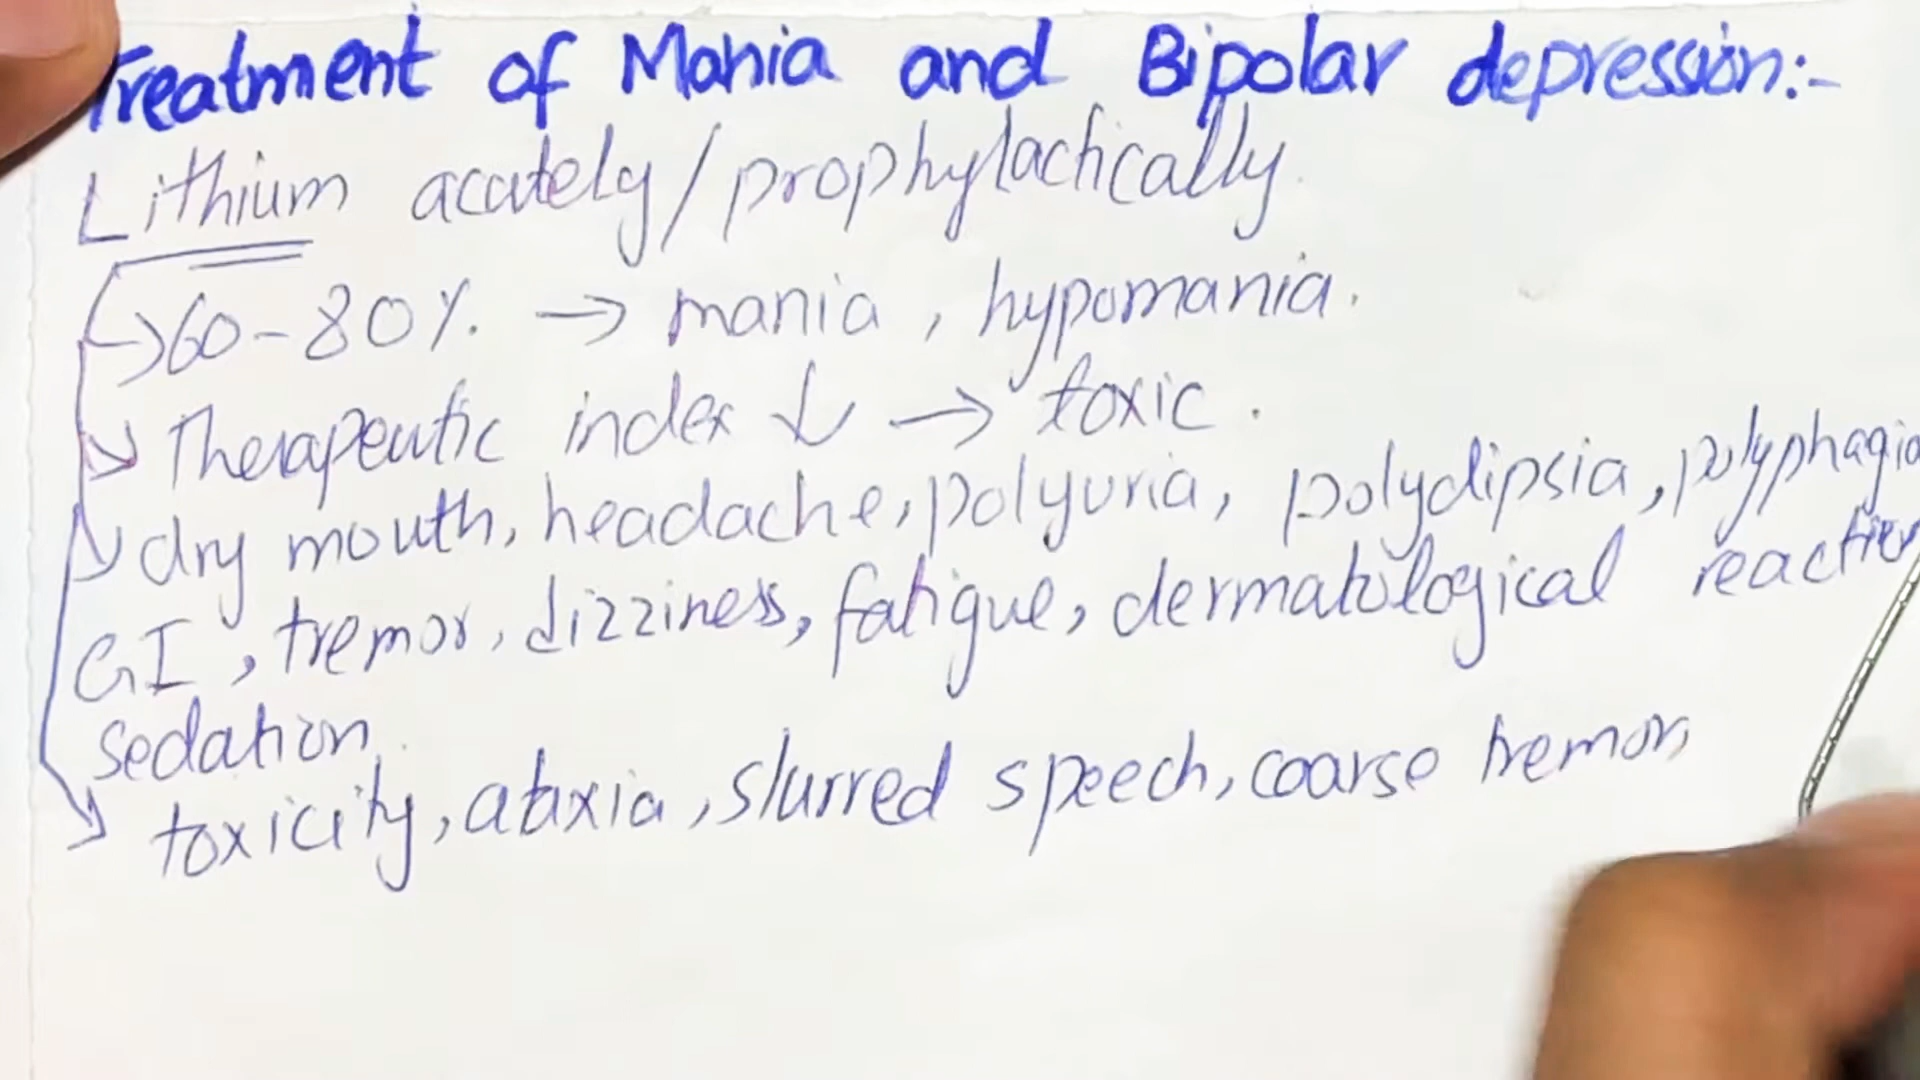 Treatment of Mania and Bipolar depression:-
Lithium acutely/prophylactically.
→ 60-80% → mania, hypomania.
→ Therapeutic index ↓ → toxic.
→ dry mouth, headache, polyuria, polydipsia, polyphagia
GI, tremor, dizziness, fatigue, dermatological reaction
sedation
→ toxicity, ataxia, slurred speech, coarse tremor,